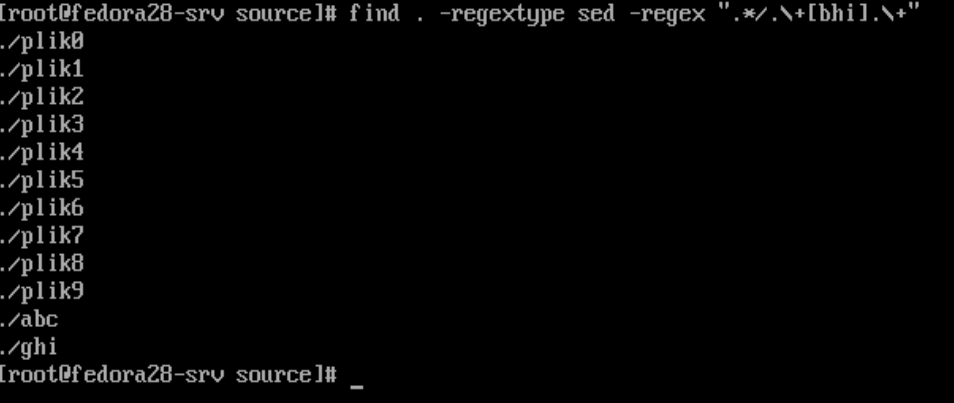 [root@fedora28-srv source]# find . -regextype sed -regex ".*/.\+[bhi].\+"
./plik0
./plik1
./plik2
./plik3
./plik4
./plik5
./plik6
./plik7
./plik8
./plik9
./abc
./ghi
[root@fedora28-srv source]# _